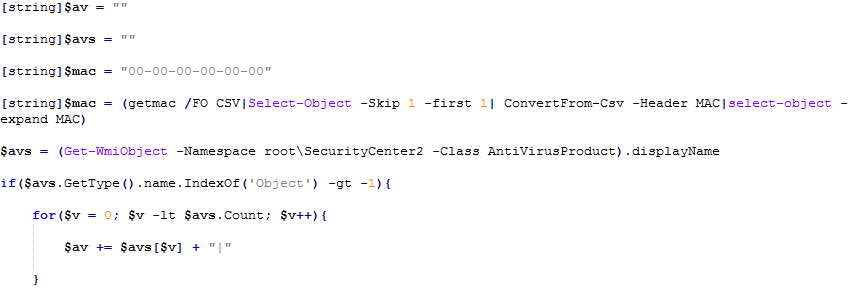 [string]$av = ""
[string]$avs = ""
[string]$mac = "00-00-00-00-00-00"
[string]$mac = (getmac /FO CSV|Select-Object -Skip 1 -first 1| ConvertFrom-Csv -Header MAC|select-object -
expand MAC)
$avs = (Get-WmiObject -Namespace root\SecurityCenter2 -Class AntiVirusProduct).displayName
if($avs.GetType().name.IndexOf('Object') -gt -1){
for($v = 0; $v -lt $avs.Count; $v++){
$av += $avs[$v] + "|"
}